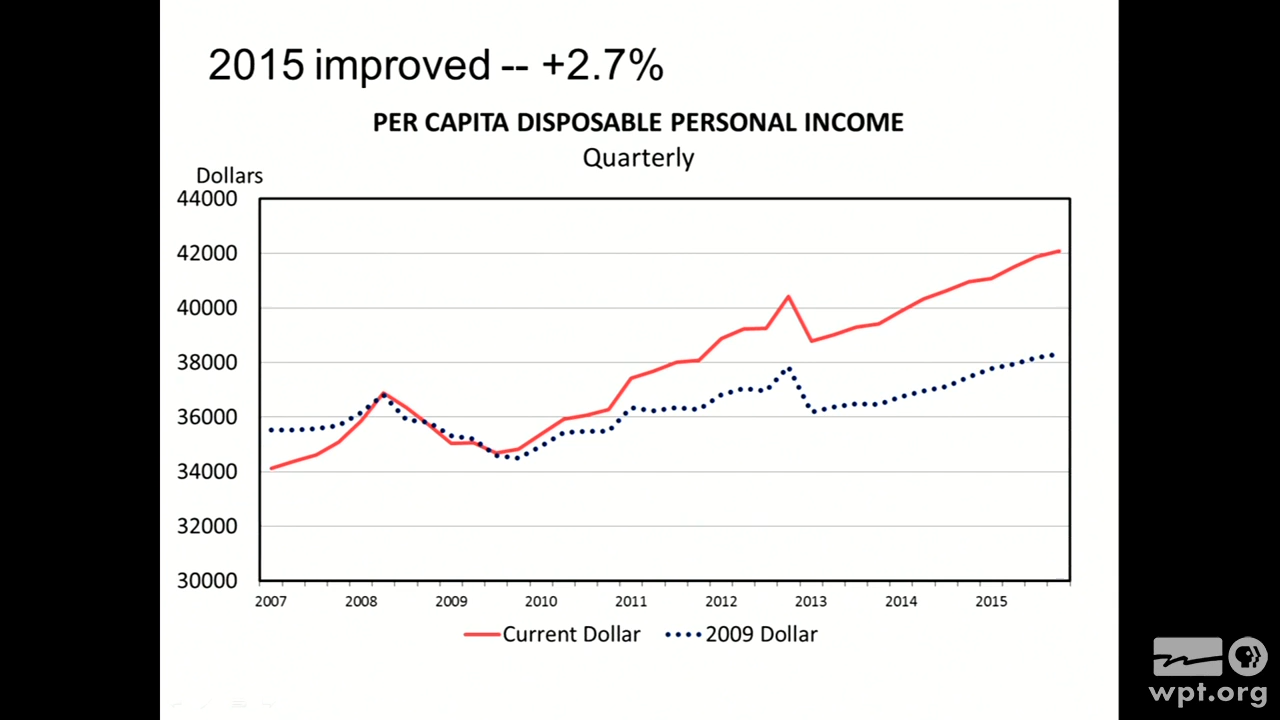 2015 improved -- +2.7%
PER CAPITA DISPOSABLE PERSONAL INCOME
Quarterly
Dollars
44000
42000
40000
38000
36000
34000
32000
30000
2007 2008 2009 2010 2011 2012 2013 2014 2015
Current Dollar 2009 Dollar
wpt.org